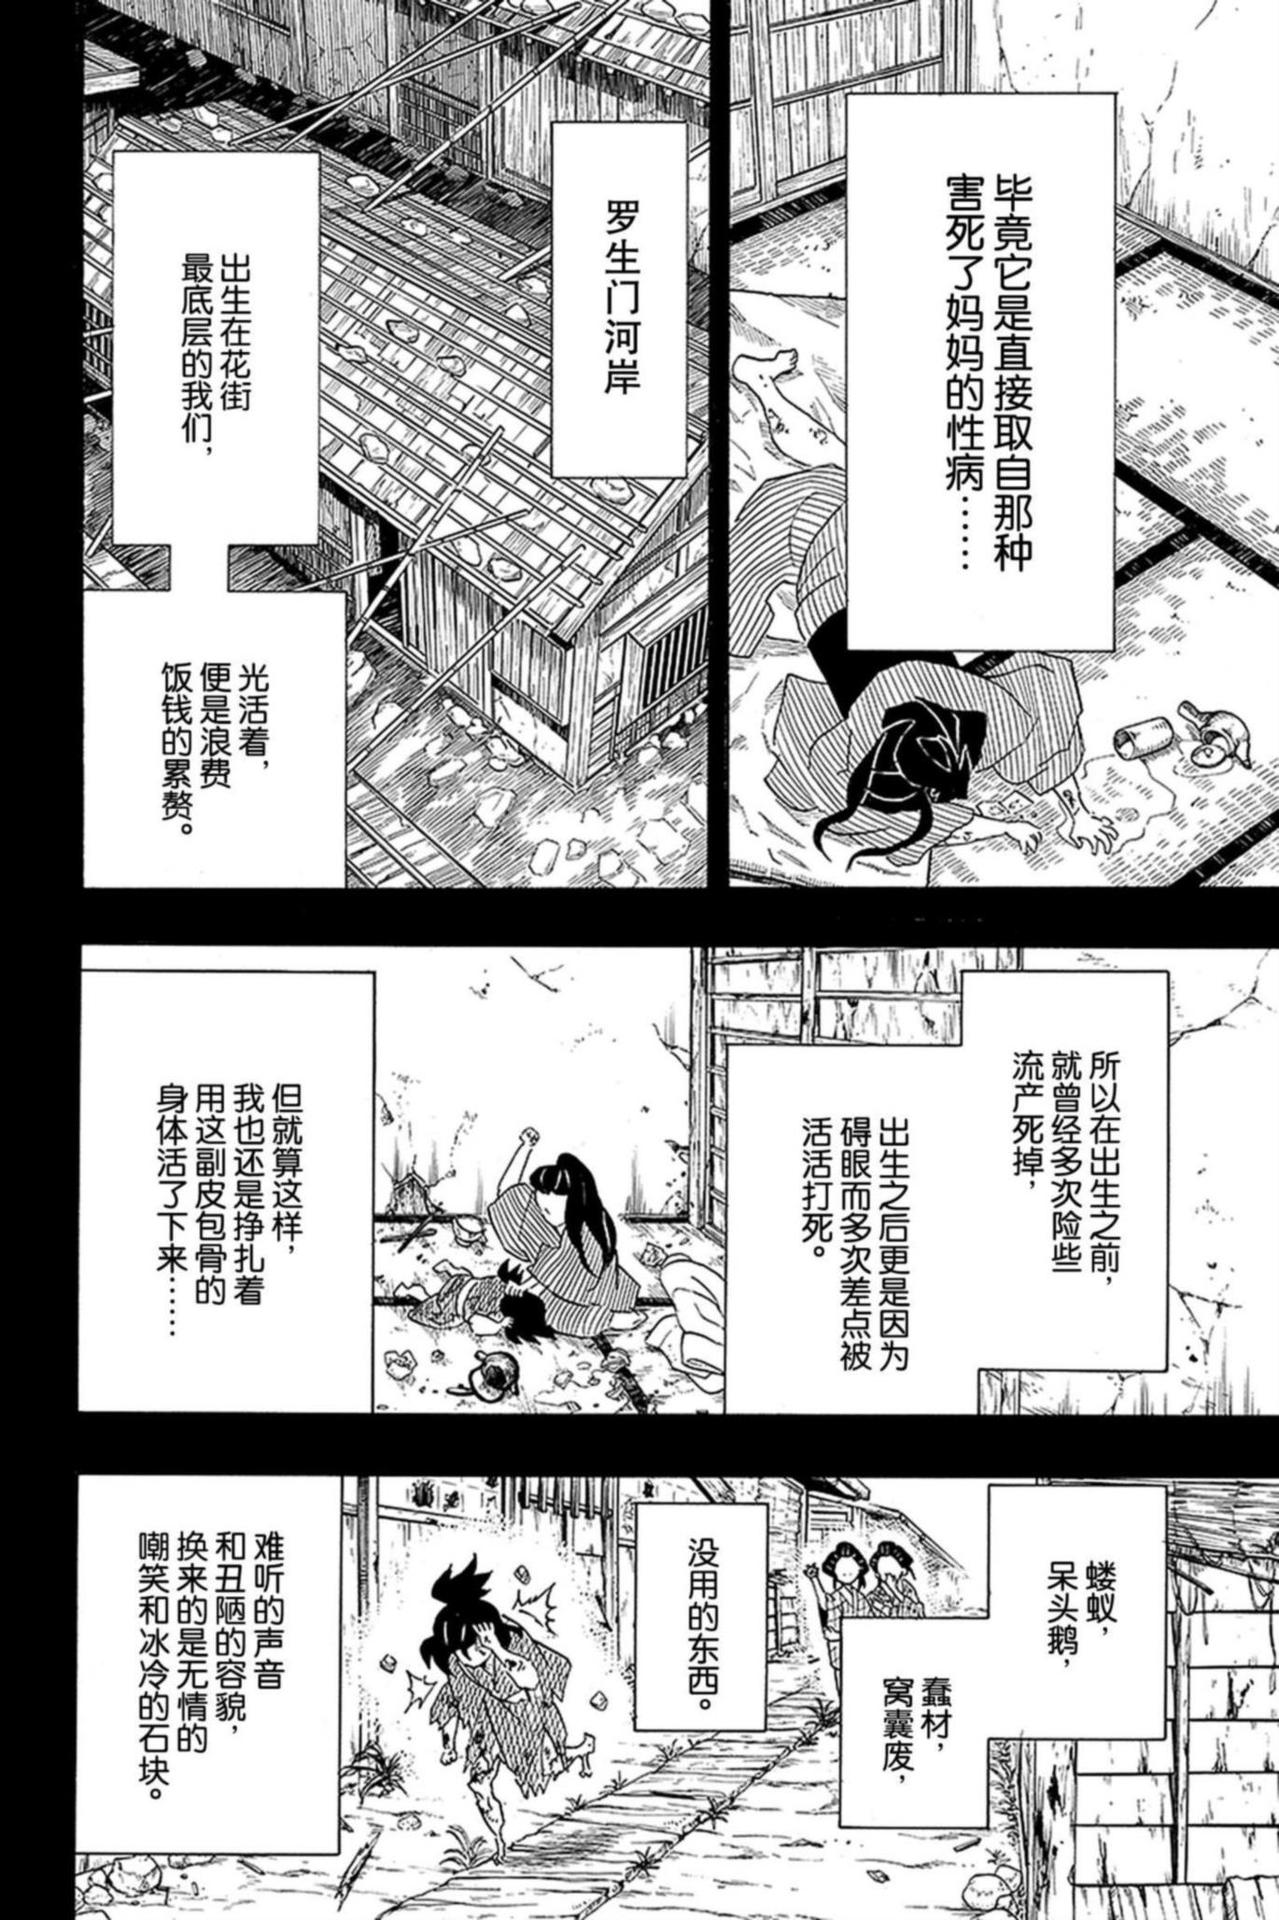 毕竟它是直接取自那种
害死了妈妈的性病……
罗生门河岸
出生在花街
最底层的我们，
光活着，
便是浪费
饭钱的累赘。
所以在出生之前，
就曾经多次险些
流产死掉，
出生之后更是因为
碍眼而多次差点被
活活打死。
但就算这样，
我也还是挣扎着
用这副皮包骨的
身体活了下来……
蝼蚁，
呆头鹅，
蠢材，
窝囊废，
没用的东西。
难听的声音
和丑陋的容貌，
换来的是无情的
嘲笑和冰冷的石块。